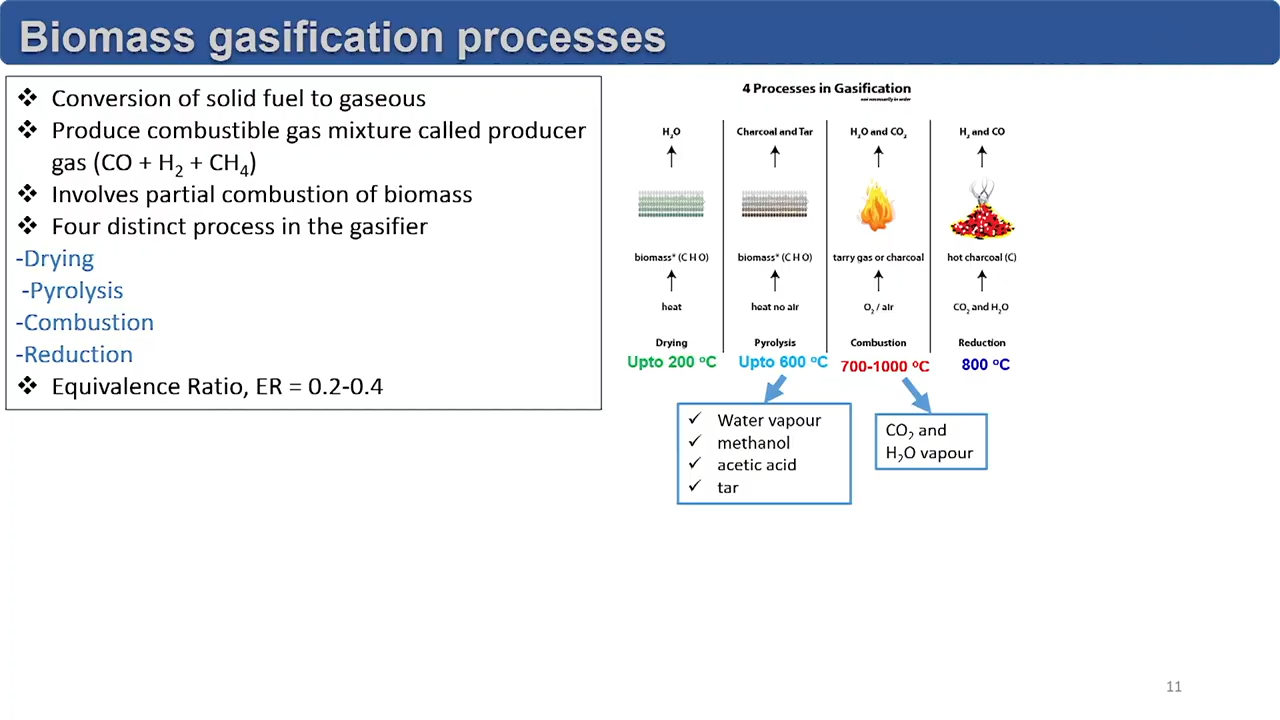 Biomass gasification processes
❖ Conversion of solid fuel to gaseous
❖ Produce combustible gas mixture called producer
gas (CO + H₂ + CH₄)
❖ Involves partial combustion of biomass
❖ Four distinct process in the gasifier
-Drying
-Pyrolysis
-Combustion
-Reduction
❖ Equivalence Ratio, ER = 0.2-0.4
4 Processes in Gasification
not necessarily in order
H₂O
Charcoal and Tar
H₂O and CO₂
H₂ and CO
biomass* (C H O)
biomass* (C H O)
tarry gas or charcoal
hot charcoal (C)
heat
heat no air
O₂ / air
CO₂ and H₂O
Drying
Pyrolysis
Combustion
Reduction
Upto 200 ºC
Upto 600 ºC
700-1000 ºC
800 ºC
✓ Water vapour
✓ methanol
✓ acetic acid
✓ tar
CO₂ and
H₂O vapour
11